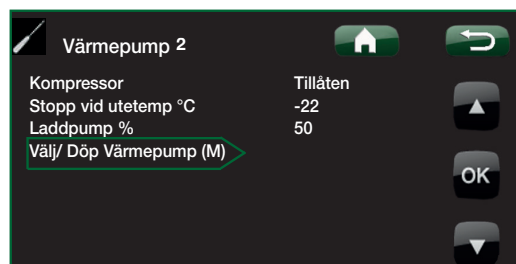 Värmepump 2
Kompressor Tillåten
Stopp vid utetemp °C -22
Laddpump % 50
Välj/ Döp Värmepump (M)
OK